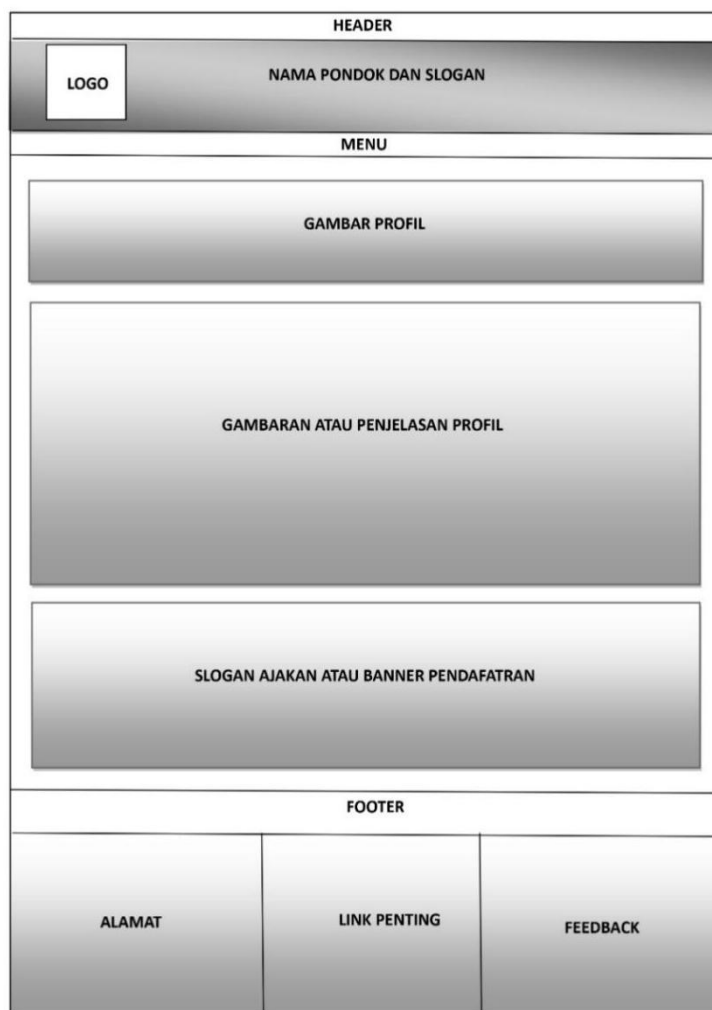 HEADER
LOGO
NAMA PONDOK DAN SLOGAN
MENU
GAMBAR PROFIL
GAMBARAN ATAU PENJELASAN PROFIL
SLOGAN AJAKAN ATAU BANNER PENDAFATRAN
FOOTER
ALAMAT
LINK PENTING
FEEDBACK